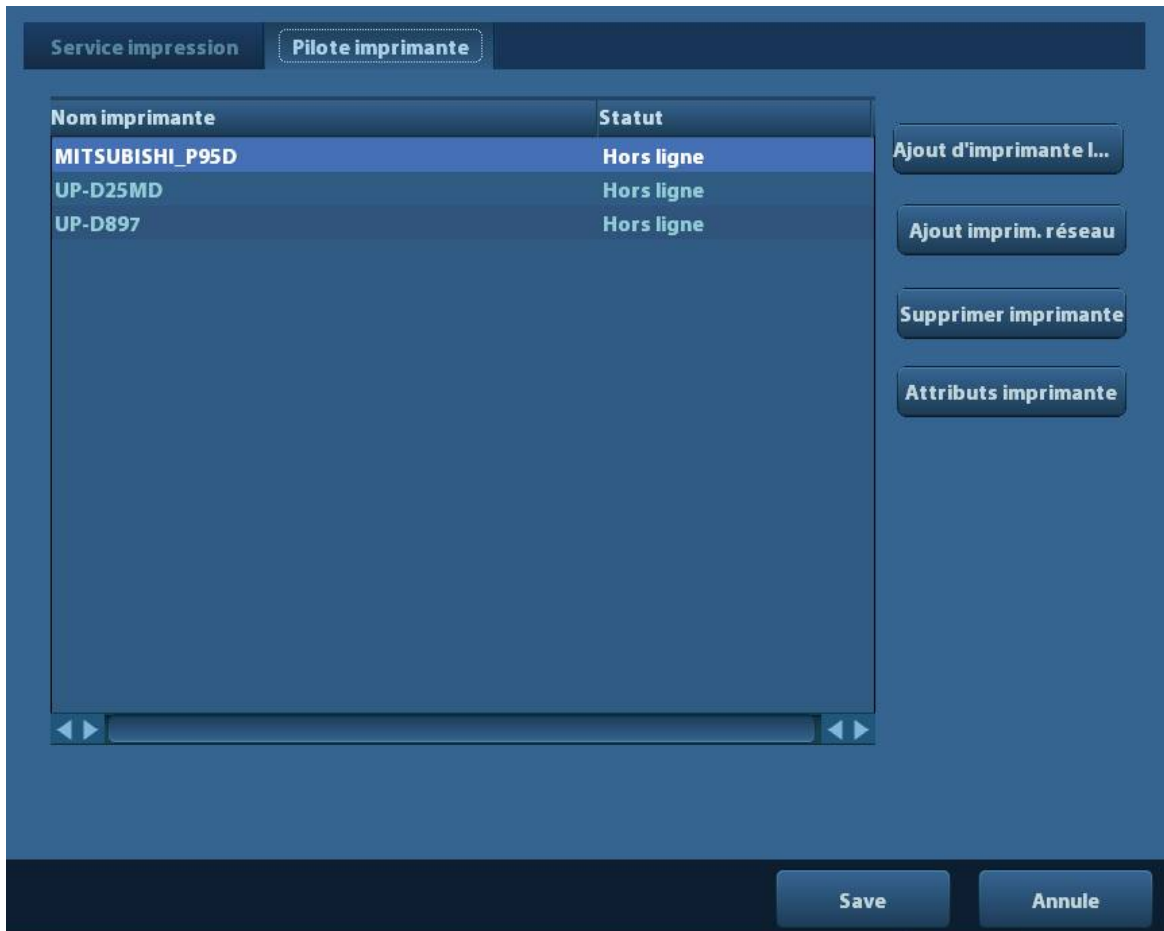 Service impression Pilote imprimante
Nom imprimante Statut
MITSUBISHI_P95D Hors ligne
UP-D25MD Hors ligne
UP-D897 Hors ligne
Ajout d'imprimante l...
Ajout imprim. réseau
Supprimer imprimante
Attributs imprimante
Save Annule